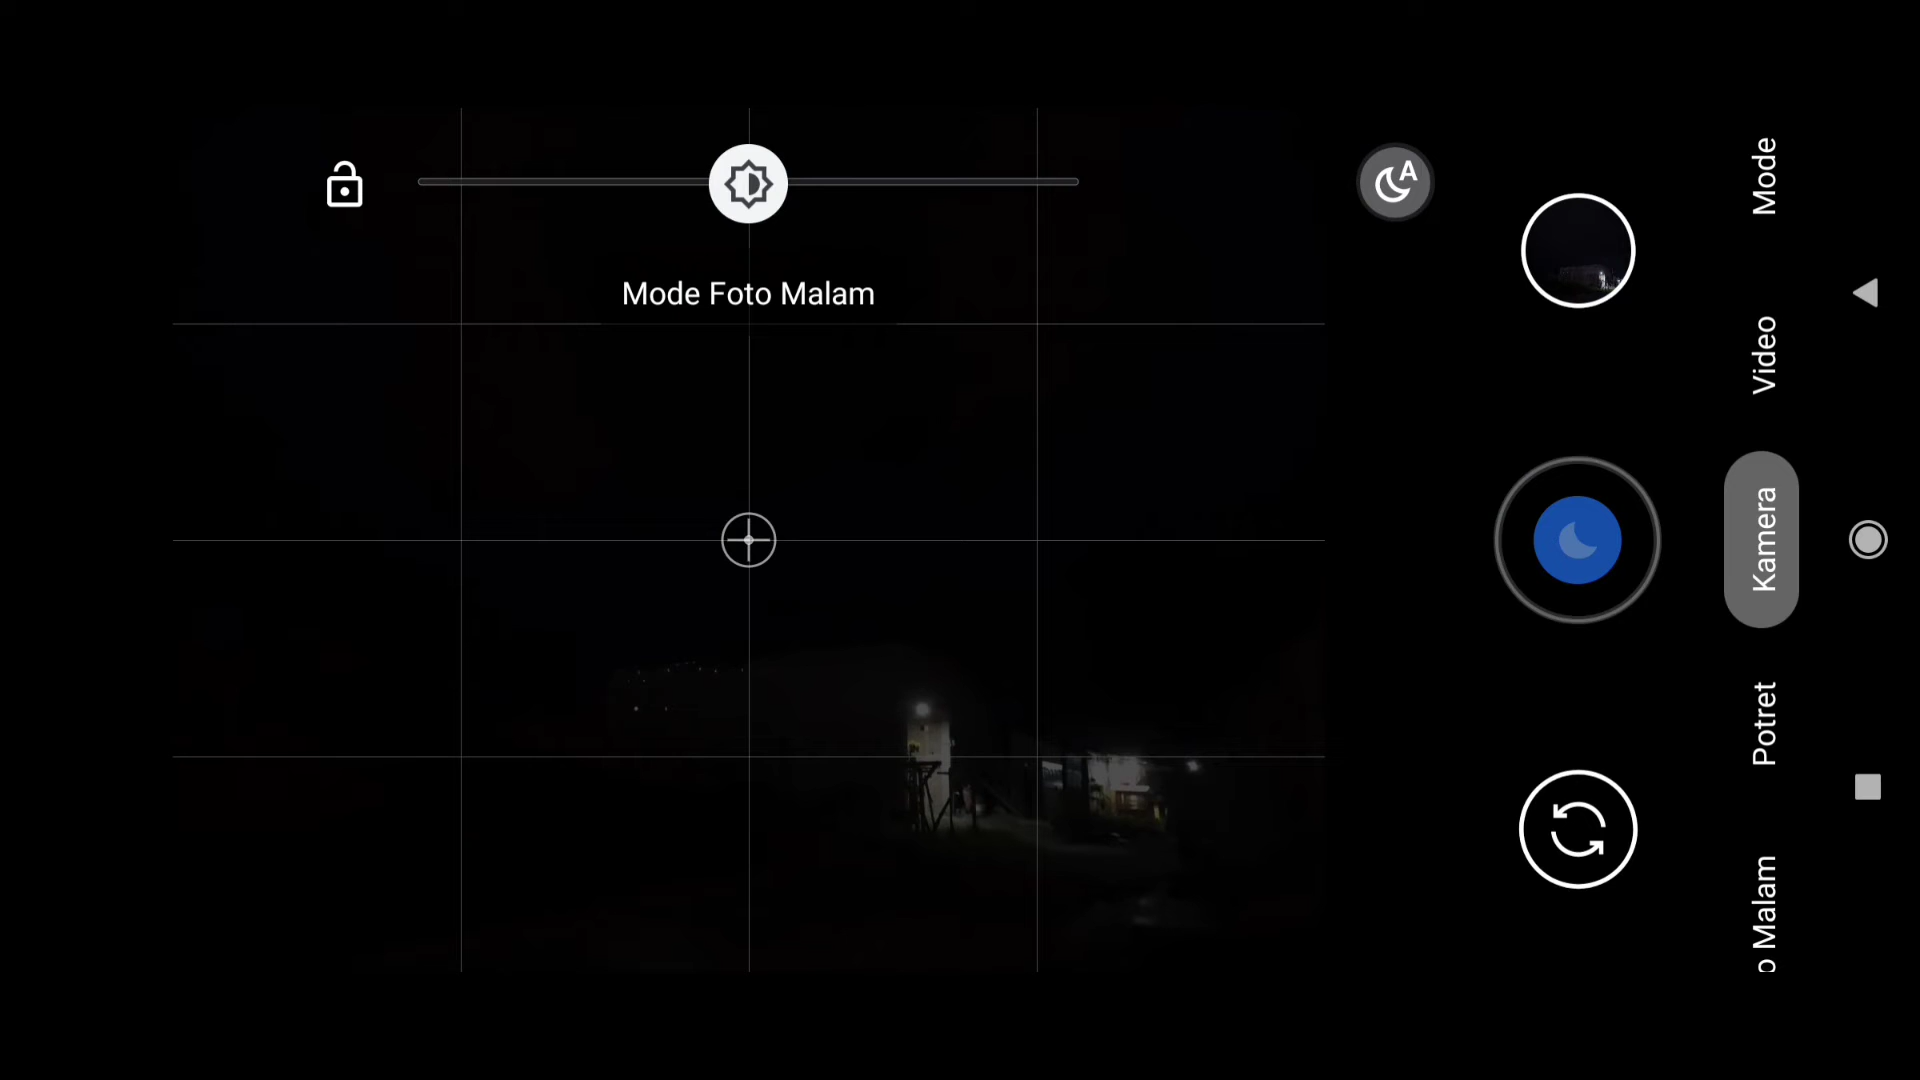 Mode Foto Malam
A
Mode
Video
Kamera
Potret
o Malam